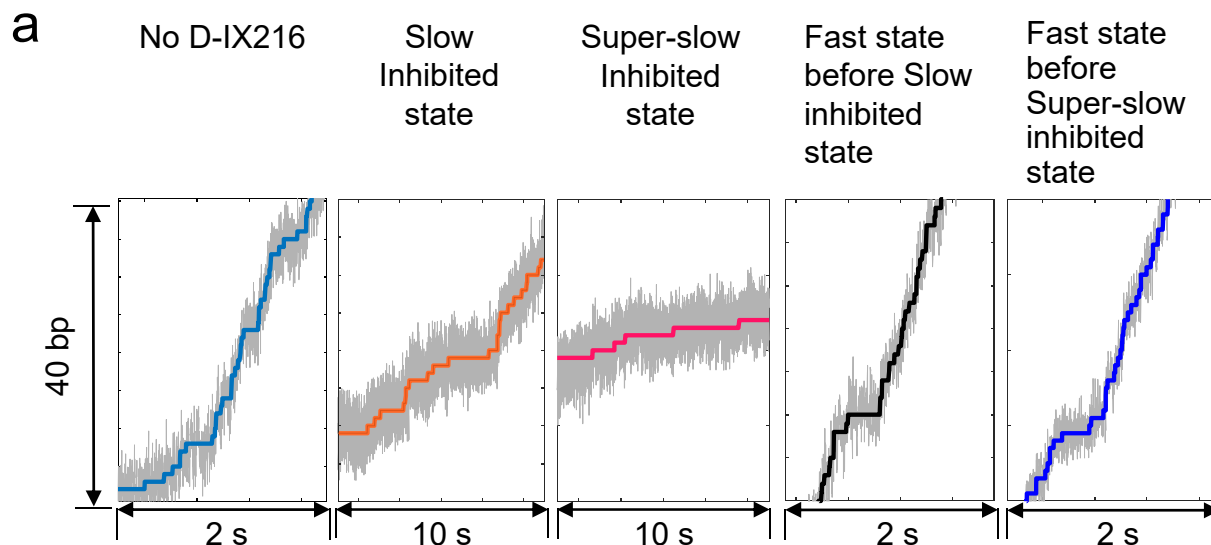 a
No D-IX216
Slow
Inhibited
state
Super-slow
Inhibited
state
Fast state
before Slow
inhibited
state
Fast state
before
Super-slow
inhibited
state
40 bp
2 s
10 s
10 s
2 s
2 s